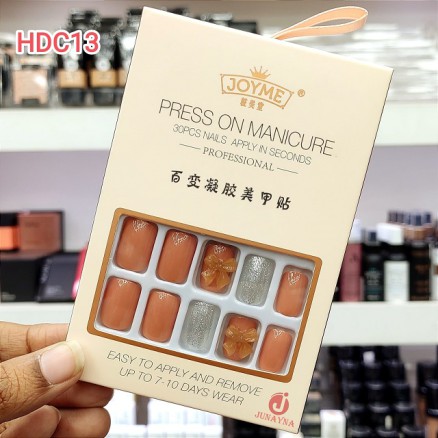 HDC13
JOYME
®
PRESS ON MANICURE
30PCS NAILS APPLY IN SECONDS
PROFESSIONAL
百变凝胶美甲贴
EASY TO APPLY AND REMOVE
UP TO 7-10 DAYS WEAR
JUNAYNA